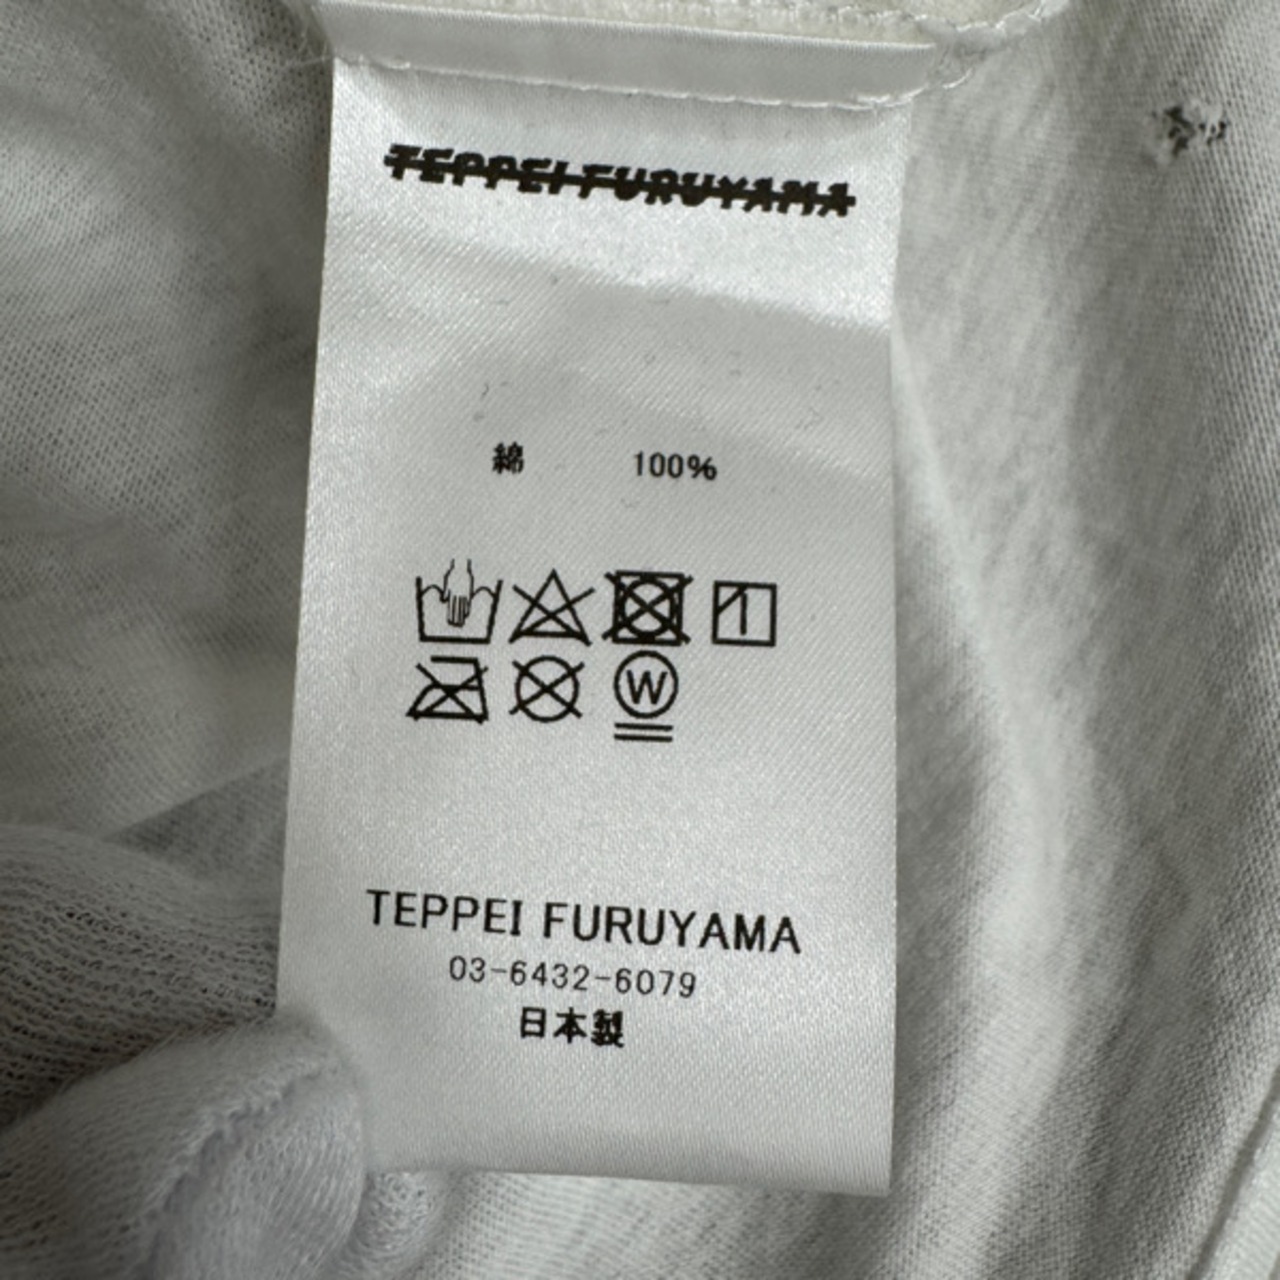 TEPPEI FURUYAMA
綿 100%
W
TEPPEI FURUYAMA
03-6432-6079
日本製